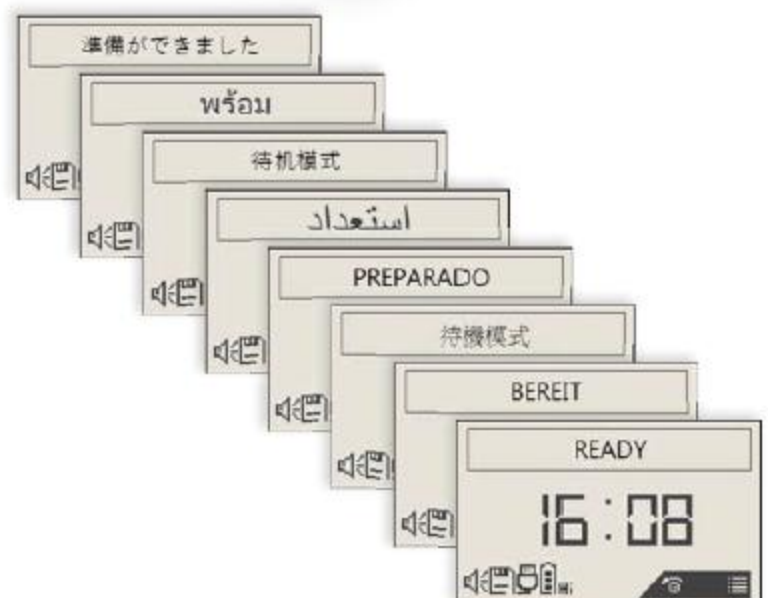 準備ができました
พร้อม
待机模式
استعداد
PREPARADO
待機模式
BEREIT
READY
16:08
Hi